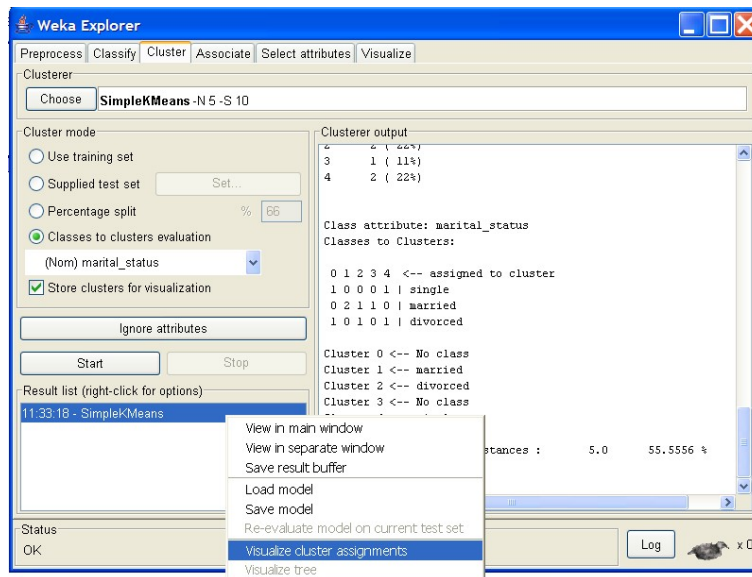 Weka Explorer
Preprocess Classify Cluster Associate Select attributes Visualize
Clusterer
Choose SimpleKMeans -N 5 -S 10
Cluster mode
Use training set
Supplied test set Set...
Percentage split % 66
Classes to clusters evaluation
(Nom) marital_status
Store clusters for visualization
Ignore attributes
Start Stop
Result list (right-click for options)
11:33:18 - SimpleKMeans
Clusterer output
2 2 ( 22%)
3 1 ( 11%)
4 2 ( 22%)
Class attribute: marital_status
Classes to Clusters:
0 1 2 3 4 <-- assigned to cluster
1 0 0 0 1 | single
0 2 1 1 0 | married
1 0 1 0 1 | divorced
Cluster 0 <-- No class
Cluster 1 <-- married
Cluster 2 <-- divorced
Cluster 3 <-- No class
stances : 5.0 55.5556 %
View in main window
View in separate window
Save result buffer
Load model
Save model
Re-evaluate model on current test set
Visualize cluster assignments
Visualize tree
Status
OK
Log
x 0